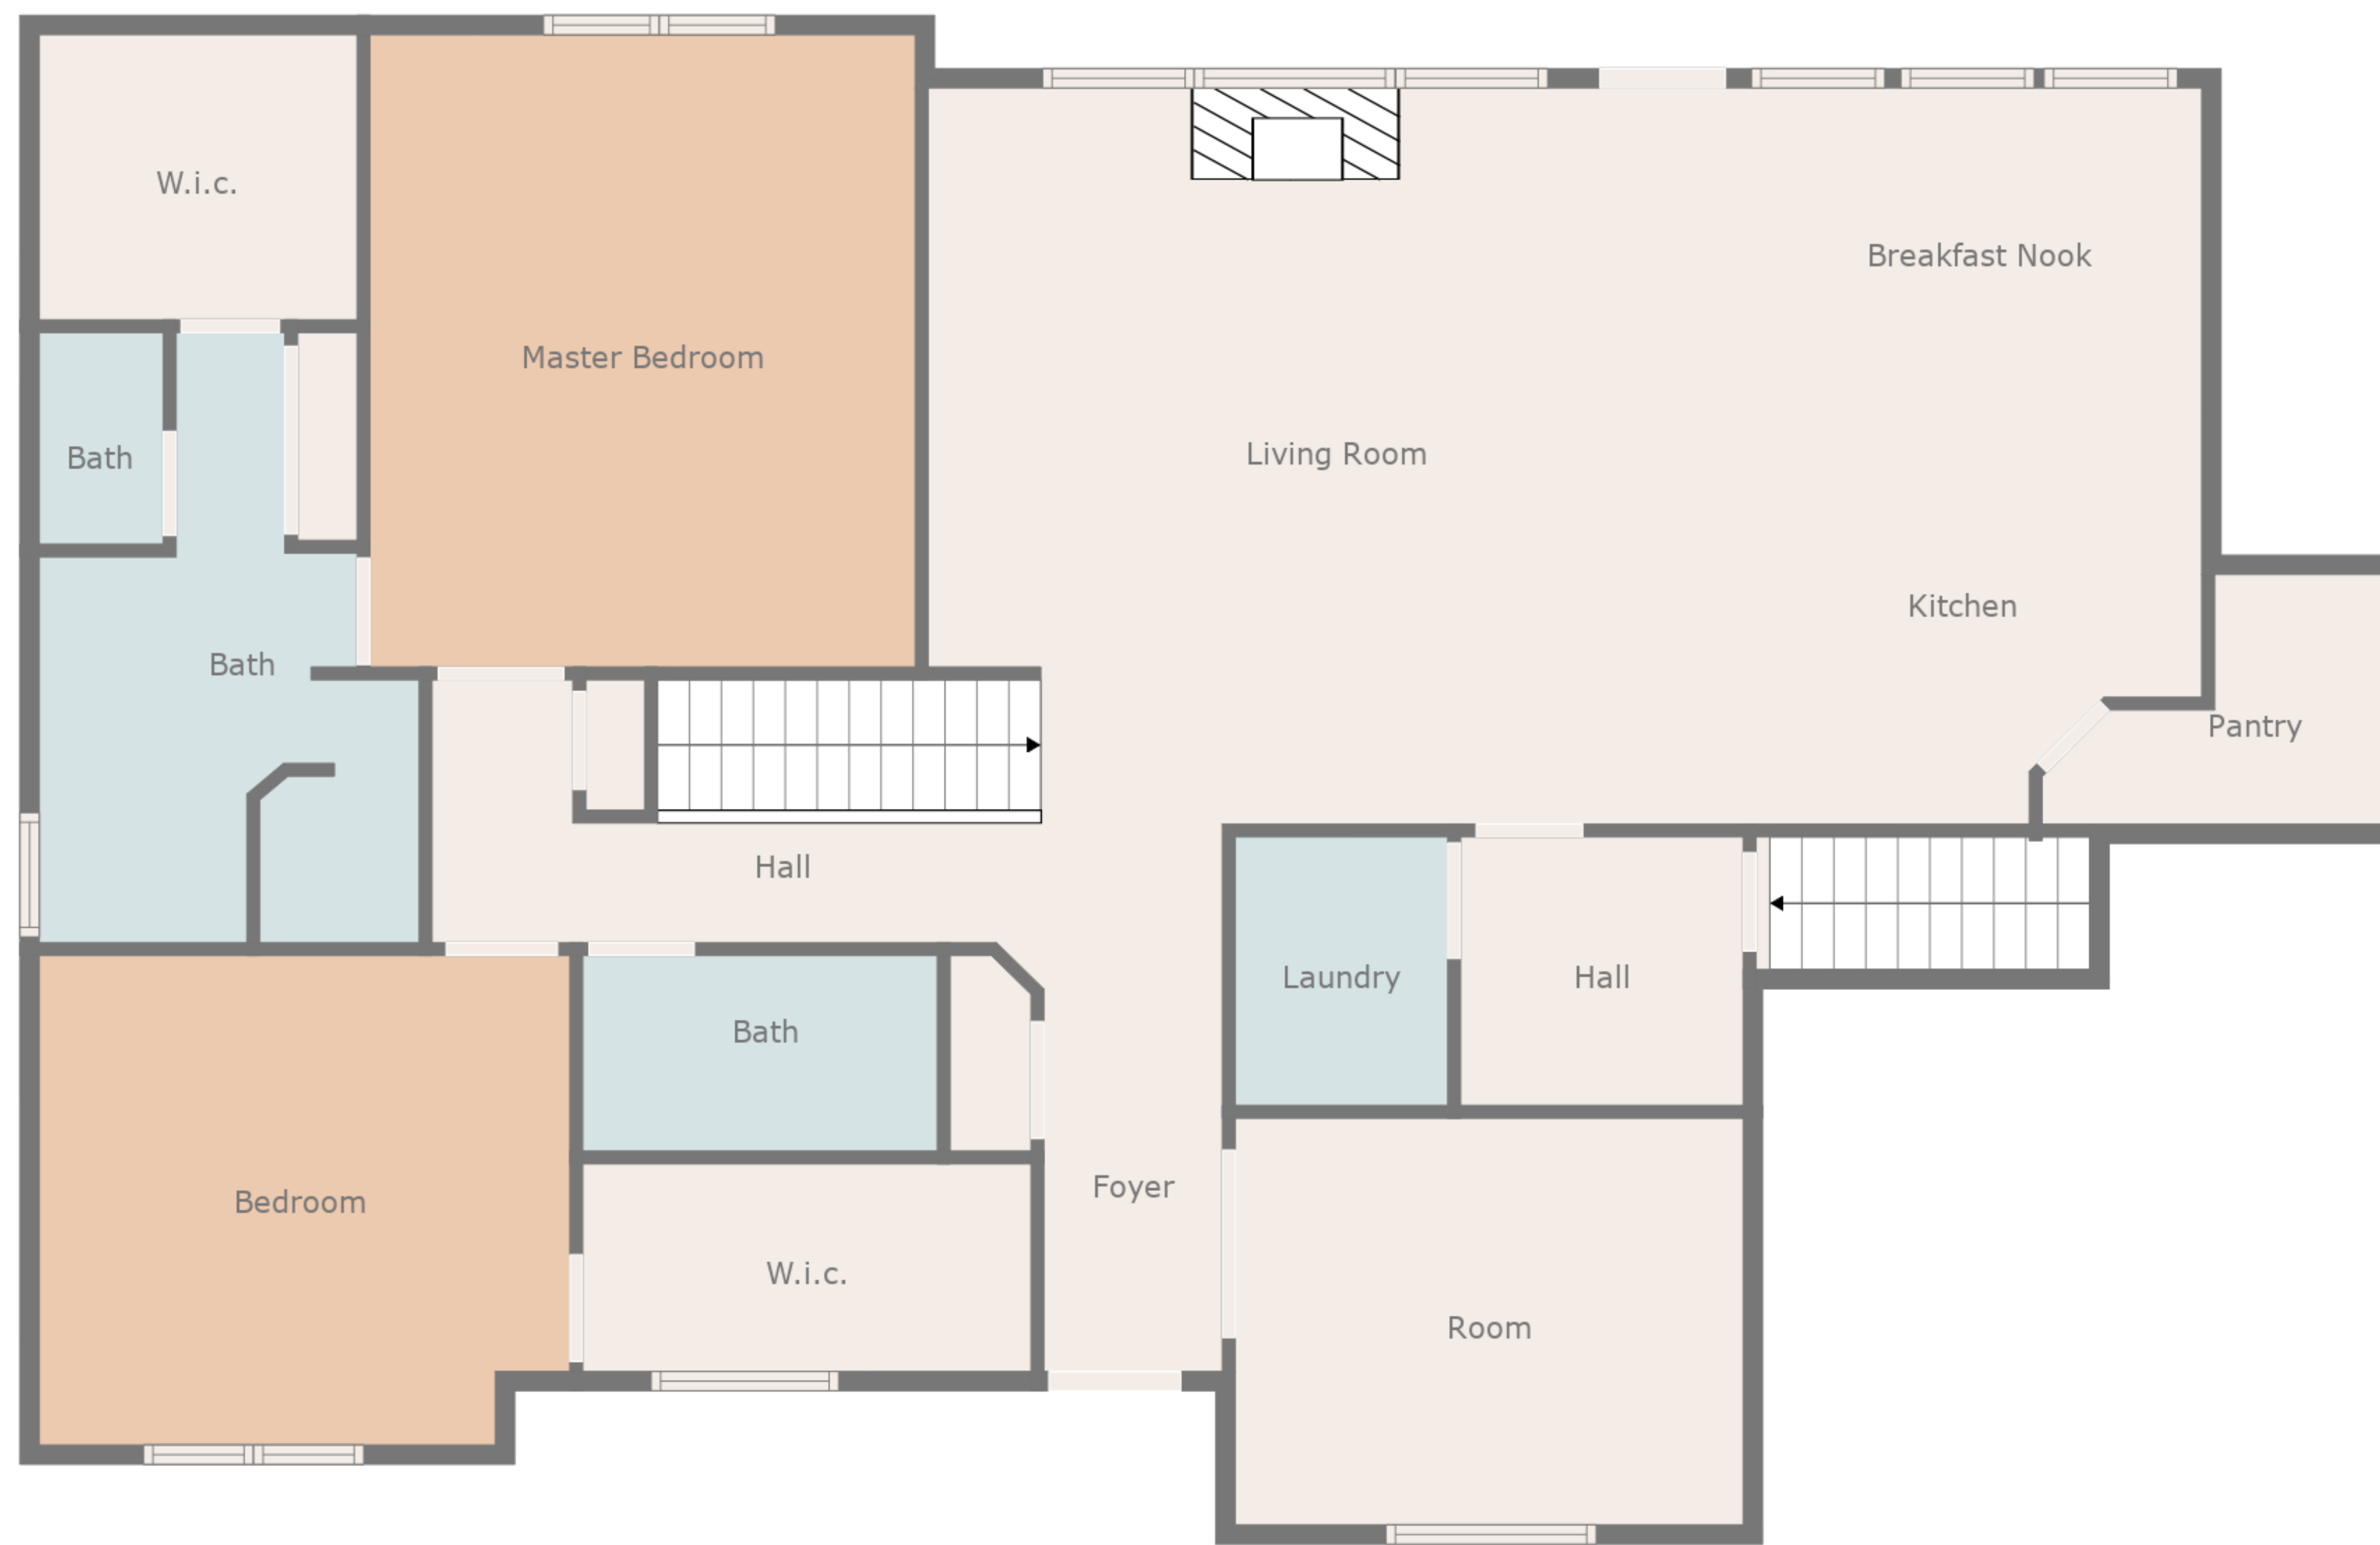 W.i.c.
Breakfast Nook
Master Bedroom
Bath
Living Room
Kitchen
Bath
Pantry
Hall
Laundry
Hall
Bath
Bedroom
Foyer
W.i.c.
Room